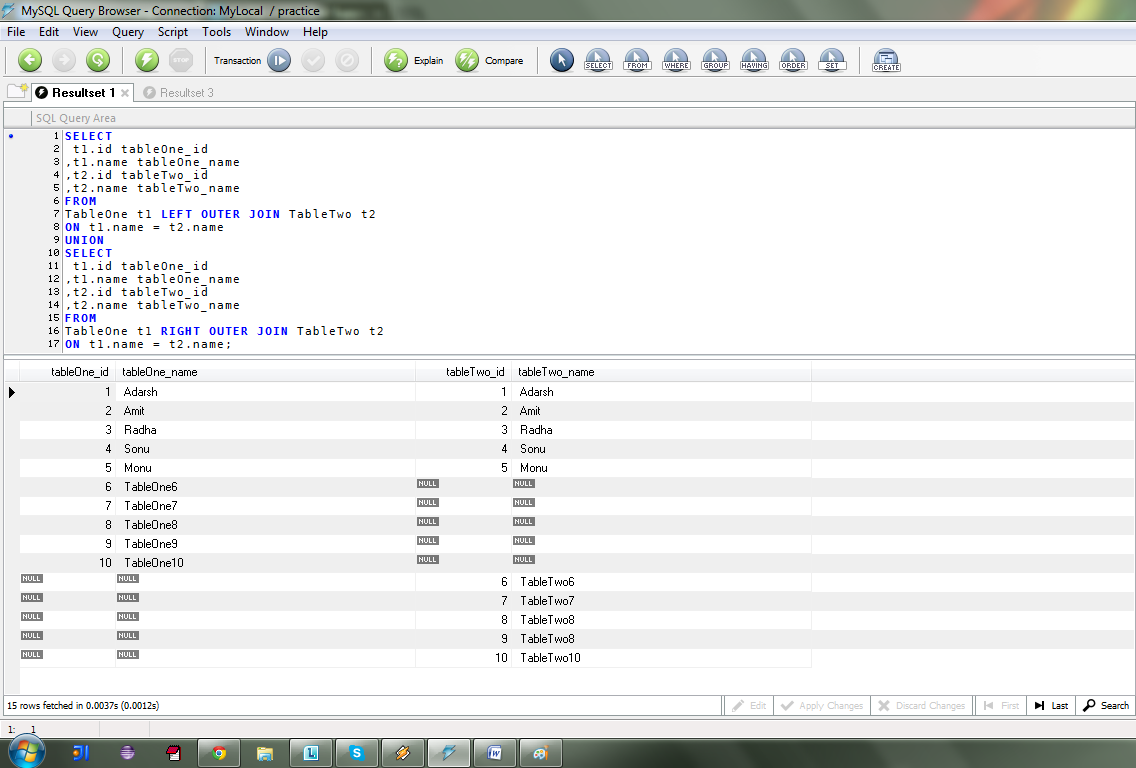 MySQL Query Browser - Connection: MyLocal / practice
File Edit View Query Script Tools Window Help
STOP Transaction Explain Compare SELECT FROM WHERE GROUP HAVING ORDER SET CREATE
Resultset 1 Resultset 3
SQL Query Area
1 SELECT
2 t1.id tableOne_id
3 ,t1.name tableOne_name
4 ,t2.id tableTwo_id
5 ,t2.name tableTwo_name
6 FROM
7 TableOne t1 LEFT OUTER JOIN TableTwo t2
8 ON t1.name = t2.name
9 UNION
10 SELECT
11 t1.id tableOne_id
12 ,t1.name tableOne_name
13 ,t2.id tableTwo_id
14 ,t2.name tableTwo_name
15 FROM
16 TableOne t1 RIGHT OUTER JOIN TableTwo t2
17 ON t1.name = t2.name;
tableOne_id tableOne_name tableTwo_id tableTwo_name
1 Adarsh 1 Adarsh
2 Amit 2 Amit
3 Radha 3 Radha
4 Sonu 4 Sonu
5 Monu 5 Monu
6 TableOne6 NULL NULL
7 TableOne7 NULL NULL
8 TableOne8 NULL NULL
9 TableOne9 NULL NULL
10 TableOne10 NULL NULL
NULL NULL 6 TableTwo6
NULL NULL 7 TableTwo7
NULL NULL 8 TableTwo8
NULL NULL 9 TableTwo8
NULL NULL 10 TableTwo10
15 rows fetched in 0.0037s (0.0012s) Edit Apply Changes Discard Changes First Last Search
1: 1